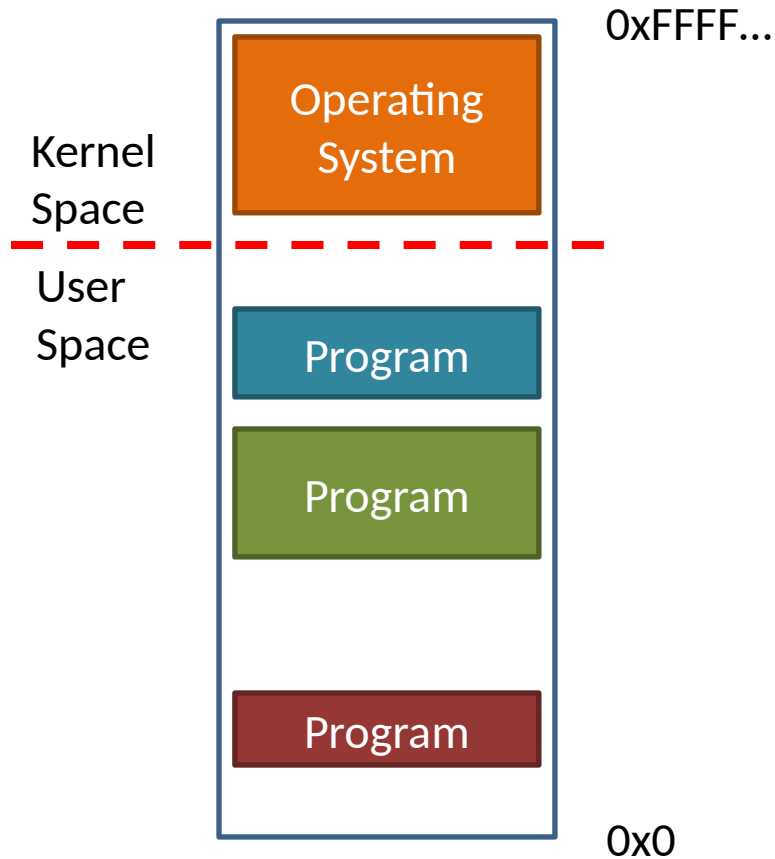 0xFFFF...
Operating
System
Kernel
Space
User
Space
Program
Program
Program
0x0